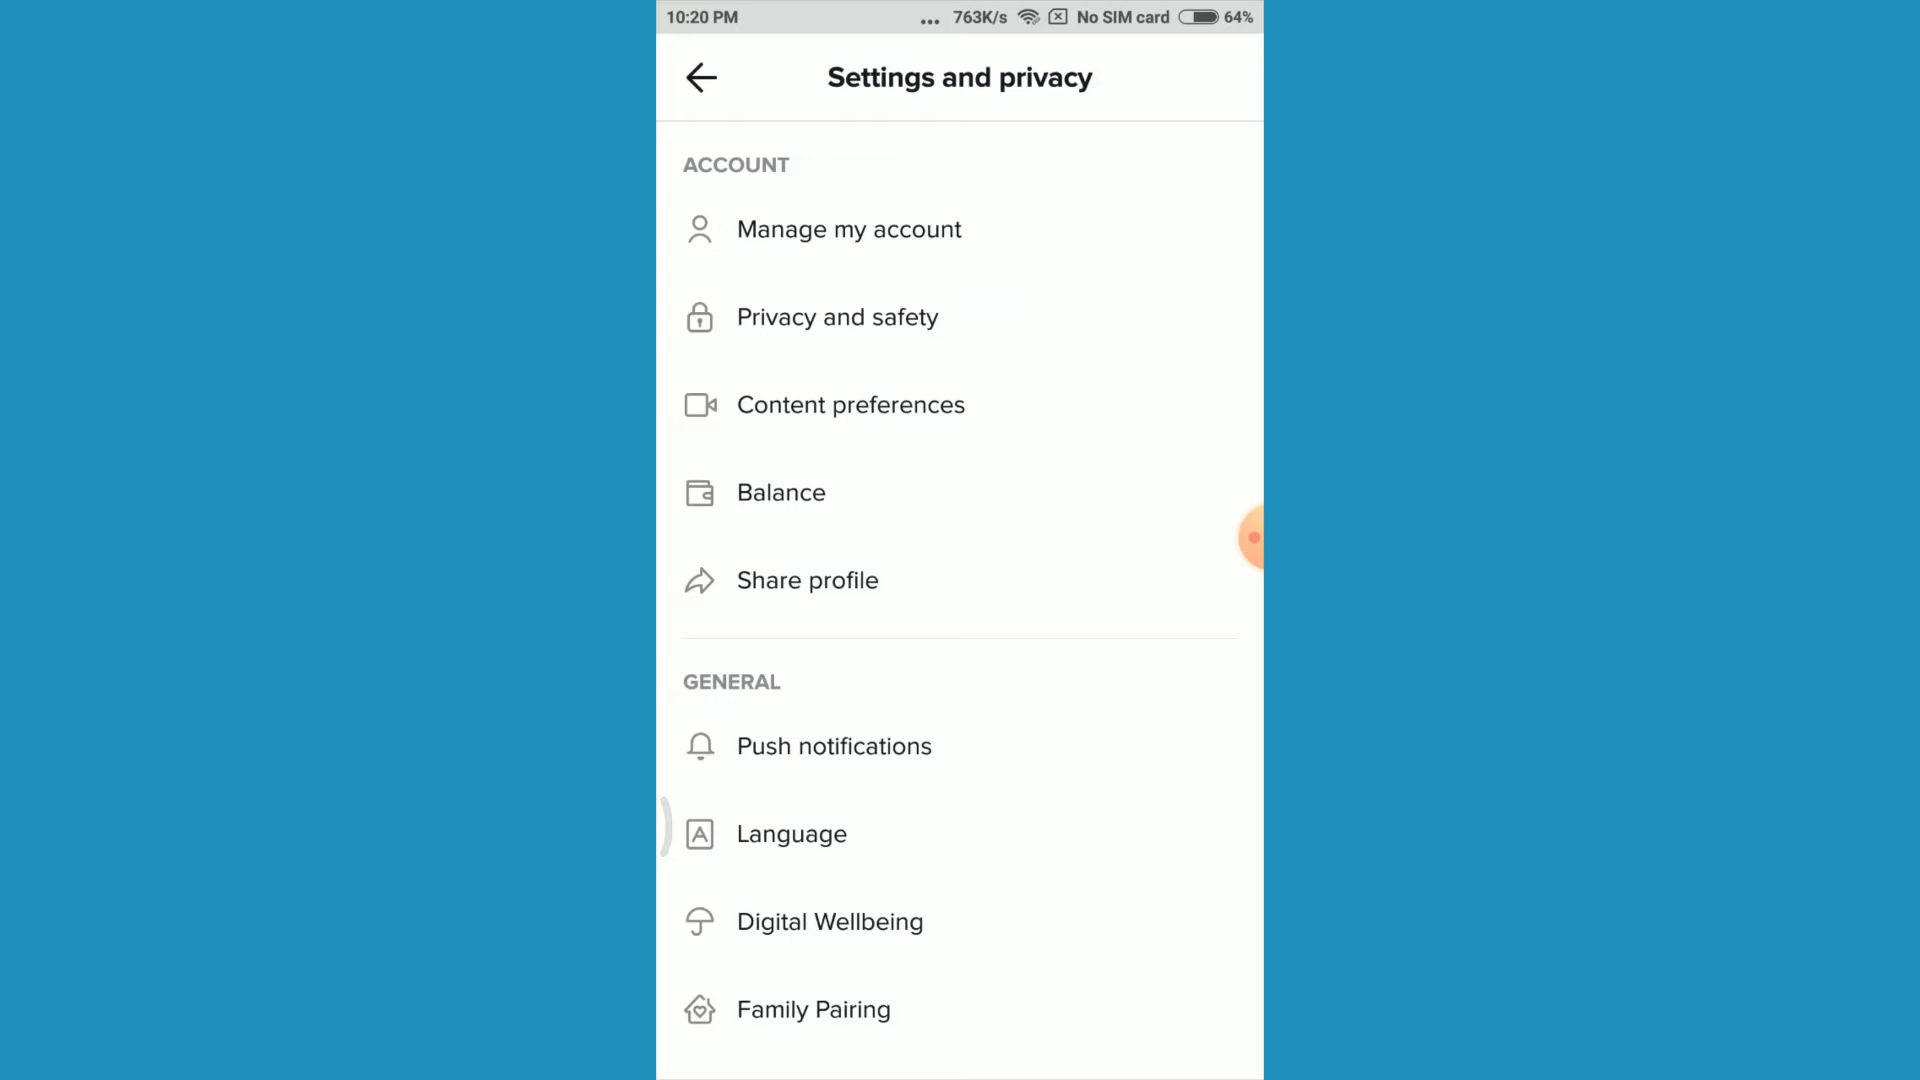 10:20 PM ... 763K/s No SIM card 64%
Settings and privacy
ACCOUNT
Manage my account
Privacy and safety
Content preferences
Balance
Share profile
GENERAL
Push notifications
A Language
Digital Wellbeing
Family Pairing